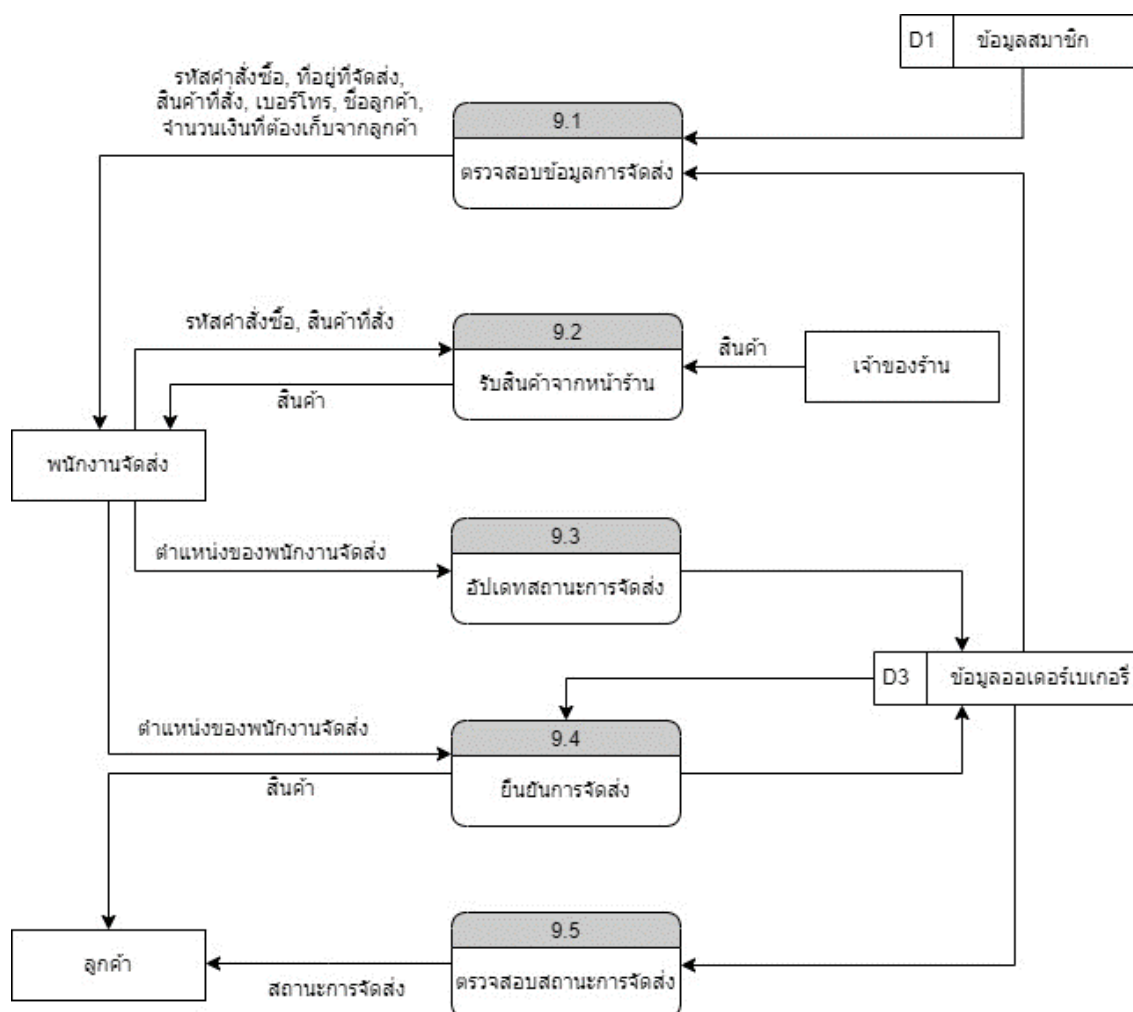 D1 ข้อมูลสมาชิก
รหัสคำสั่งซื้อ, ที่อยู่ที่จัดส่ง,
สินค้าที่สั่ง, เบอร์โทร, ชื่อลูกค้า,
จำนวนเงินที่ต้องเก็บจากลูกค้า
9.1
ตรวจสอบข้อมูลการจัดส่ง
รหัสคำสั่งซื้อ, สินค้าที่สั่ง
9.2
รับสินค้าจากหน้าร้าน
สินค้า
เจ้าของร้าน
สินค้า
พนักงานจัดส่ง
ตำแหน่งของพนักงานจัดส่ง
9.3
อัปเดทสถานะการจัดส่ง
D3 ข้อมูลออเดอร์เบเกอรี่
ตำแหน่งของพนักงานจัดส่ง
9.4
ยืนยันการจัดส่ง
สินค้า
ลูกค้า
9.5
ตรวจสอบสถานะการจัดส่ง
สถานะการจัดส่ง